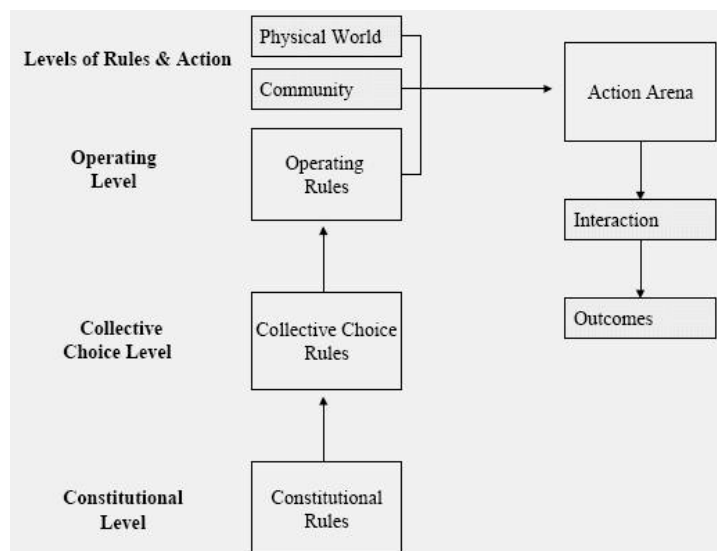 Levels of Rules & Action
Physical World
Community
Action Arena
Operating
Level
Operating
Rules
Interaction
Outcomes
Collective
Choice Level
Collective Choice
Rules
Constitutional
Level
Constitutional
Rules